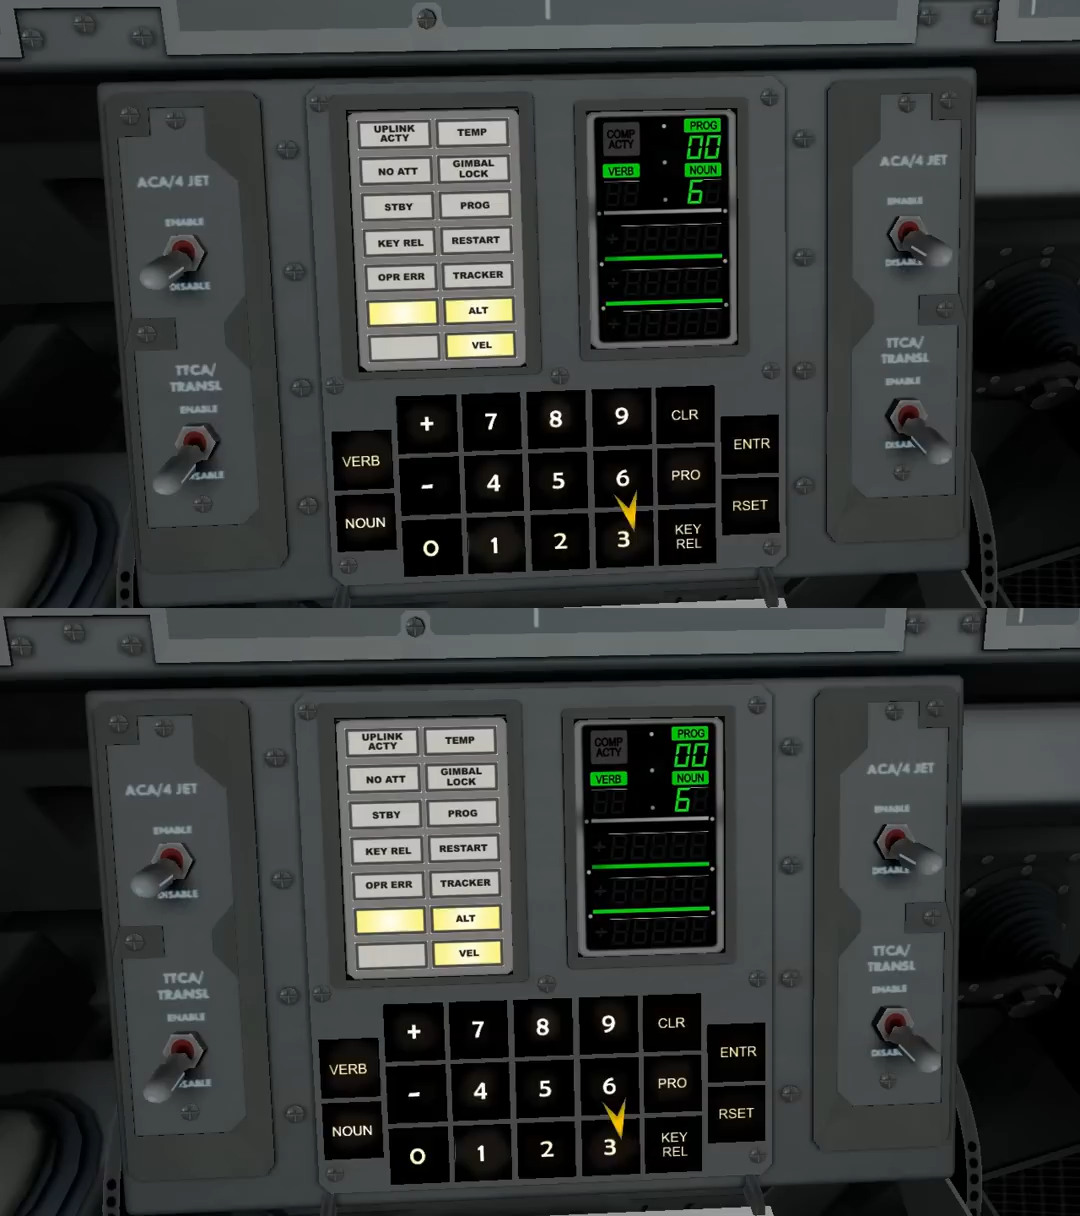 UPLINK
ACTY
TEMP
NO ATT
GIMBAL
LOCK
STBY
PROG
KEY REL
RESTART
OPR ERR
TRACKER
ALT
VEL
COMP
ACTY
PROG
00
VERB
NOUN
6
ACA/4 JET
ENABLE
DISABLE
TTCA/
TRANSL
ENABLE
ACA/4 JET
ENABLE
TTCA/
TRANSL
ENABLE
+
7
8
9
CLR
VERB
-
4
5
6
PRO
ENTR
NOUN
0
1
2
3
KEY
REL
RSET
UPLINK
ACTY
TEMP
NO ATT
GIMBAL
LOCK
STBY
PROG
KEY REL
RESTART
OPR ERR
TRACKER
ALT
VEL
COMP
ACTY
PROG
00
VERB
NOUN
6
ACA/4 JET
ENABLE
DISABLE
TTCA/
TRANSL
ENABLE
ACA/4 JET
ENABLE
TTCA/
TRANSL
ENABLE
+
7
8
9
CLR
VERB
-
4
5
6
PRO
ENTR
NOUN
0
1
2
3
KEY
REL
RSET